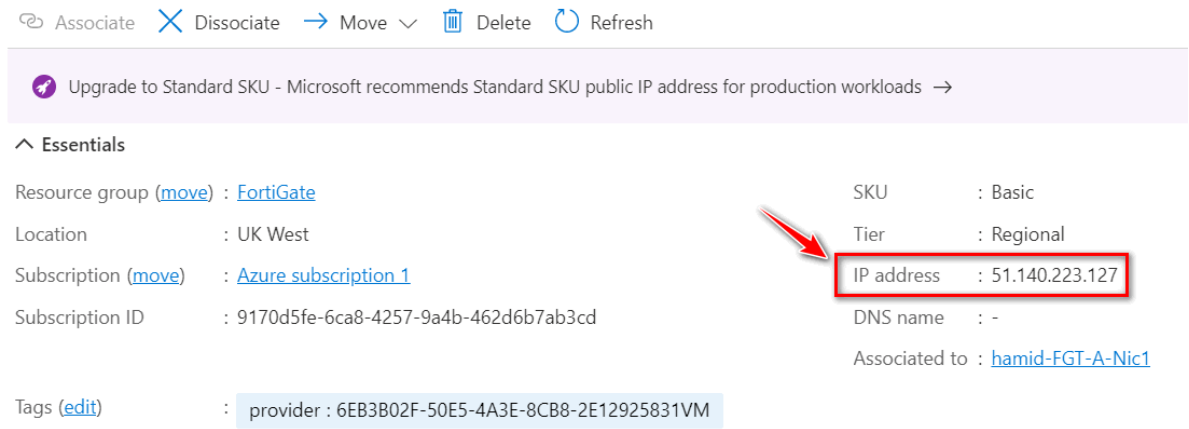 Associate Dissociate Move Delete Refresh
Upgrade to Standard SKU - Microsoft recommends Standard SKU public IP address for production workloads →
Essentials
Resource group (move) : FortiGate
Location : UK West
Subscription (move) : Azure subscription 1
Subscription ID : 9170d5fe-6ca8-4257-9a4b-462d6b7ab3cd
SKU : Basic
Tier : Regional
IP address : 51.140.223.127
DNS name : -
Associated to : hamid-FGT-A-Nic1
Tags (edit) : provider : 6EB3B02F-50E5-4A3E-8CB8-2E12925831VM